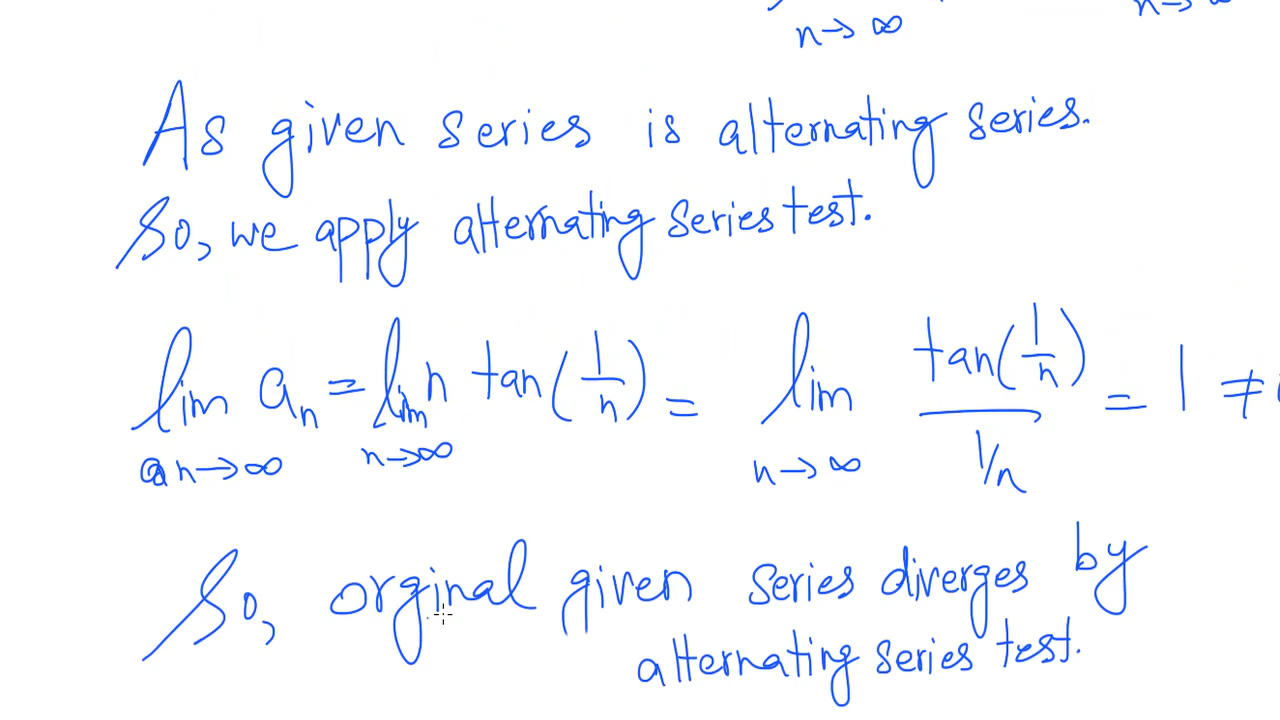 n→∞ n→∞
As given series is alternating series.
So, we apply alternating series test.
lim a_n = lim n tan(1/n) = lim tan(1/n) / 1/n = 1 ≠
n→∞ n→∞ n→∞
So, orginal given series diverges by
alternating series test.